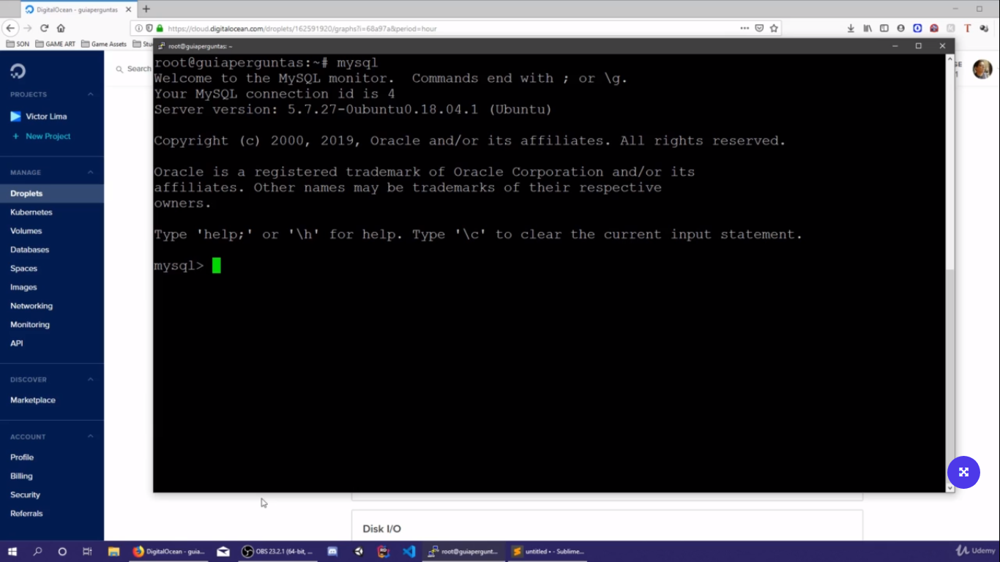 DigitalOcean - guiaperguntas
https://cloud.digitalocean.com/droplets/162591920/graphs?i=68a97a&period=hour
SON
GAME ART
Game Assets
root@guiaperguntas: ~
Search
PROJECTS
Victor Lima
+ New Project
MANAGE
Droplets
Kubernetes
Volumes
Databases
Spaces
Images
Networking
Monitoring
API
DISCOVER
Marketplace
ACCOUNT
Profile
Billing
Security
Referrals
root@guiaperguntas:~# mysql
Welcome to the MySQL monitor.  Commands end with ; or \g.
Your MySQL connection id is 4
Server version: 5.7.27-0ubuntu0.18.04.1 (Ubuntu)
Copyright (c) 2000, 2019, Oracle and/or its affiliates. All rights reserved.
Oracle is a registered trademark of Oracle Corporation and/or its
affiliates. Other names may be trademarks of their respective
owners.
Type 'help;' or '\h' for help. Type '\c' to clear the current input statement.
mysql>
Disk I/O
DigitalOcean - guia...
OBS 23.2.1 (64-bit, ...
root@guiapergunt...
untitled • - Sublime...
Udemy